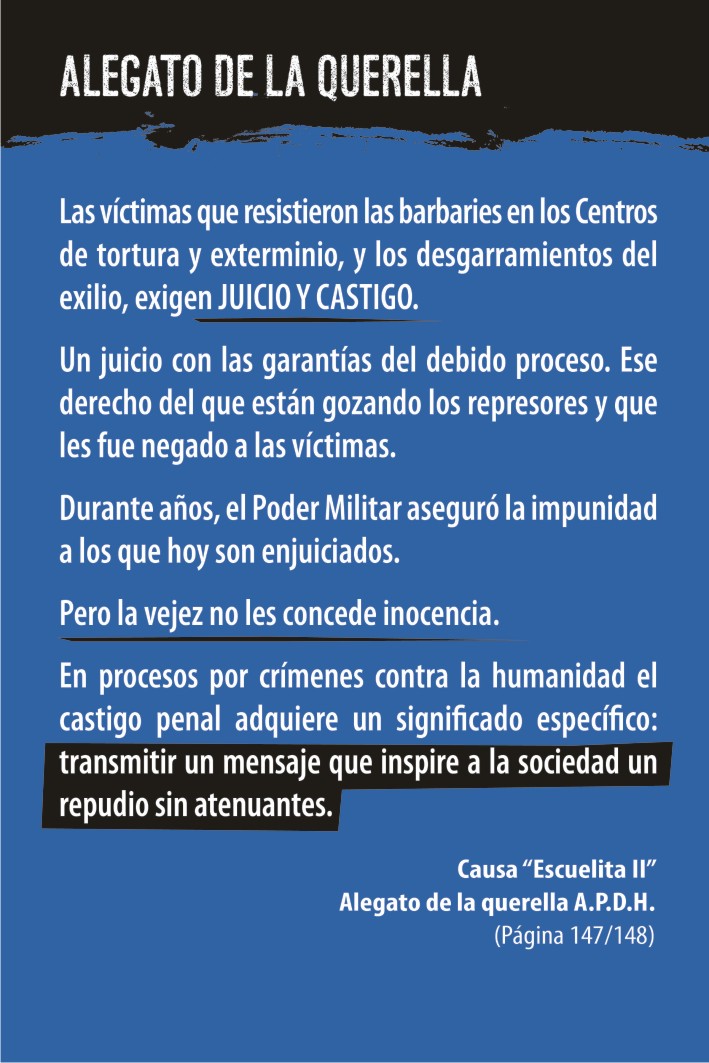 ALEGATO DE LA QUERELLA
Las víctimas que resistieron las barbaries en los Centros
de tortura y exterminio, y los desgarramientos del
exilio, exigen JUICIO Y CASTIGO.
Un juicio con las garantías del debido proceso. Ese
derecho del que están gozando los represores y que
les fue negado a las víctimas.
Durante años, el Poder Militar aseguró la impunidad
a los que hoy son enjuiciados.
Pero la vejez no les concede inocencia.
En procesos por crímenes contra la humanidad el
castigo penal adquiere un significado específico:
transmitir un mensaje que inspire a la sociedad un
repudio sin atenuantes.
Causa “Escuelita II”
Alegato de la querella A.P.D.H.
(Página 147/148)